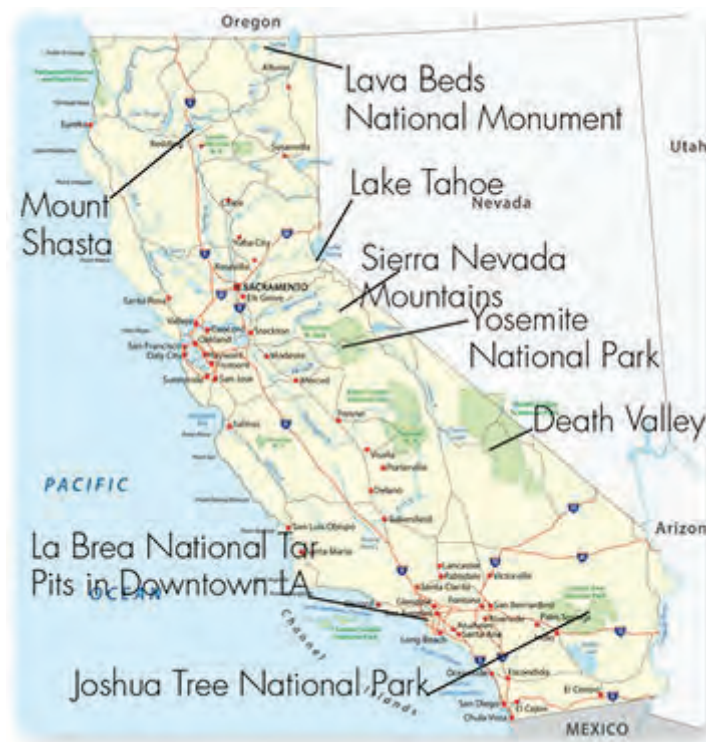 Oregon
Lava Beds
National Monument
Utah
Eureka
Redding
Susanville
Lake Tahoe
Nevada
Mount
Shasta
Chico
Yuba City
Roseville
Sierra Nevada
Mountains
SACRAMENTO
Elk Grove
Santa Rosa
Vallejo
Concord
Stockton
Yosemite
National Park
San Francisco
Oakland
Daly City
Hayward
Modesto
Fremont
Sunnyvale
San Jose
Merced
Salinas
Fresno
Death Valley
Visalia
Porterville
PACIFIC
Delano
San Luis Obispo
Bakersfield
Arizon
La Brea National Tar
Santa Maria
Pits in Downtown LA
OCEAN
Lancaster
Palmdale
Victorville
Santa Clarita
Glendale
Fontana
San Bernardino
Riverside
Palm Springs
Anaheim
Santa Ana
Long Beach
Channel
Islands
Joshua Tree National Park
Oceanside
Escondido
El Centro
San Diego
El Cajon
Chula Vista
MEXICO